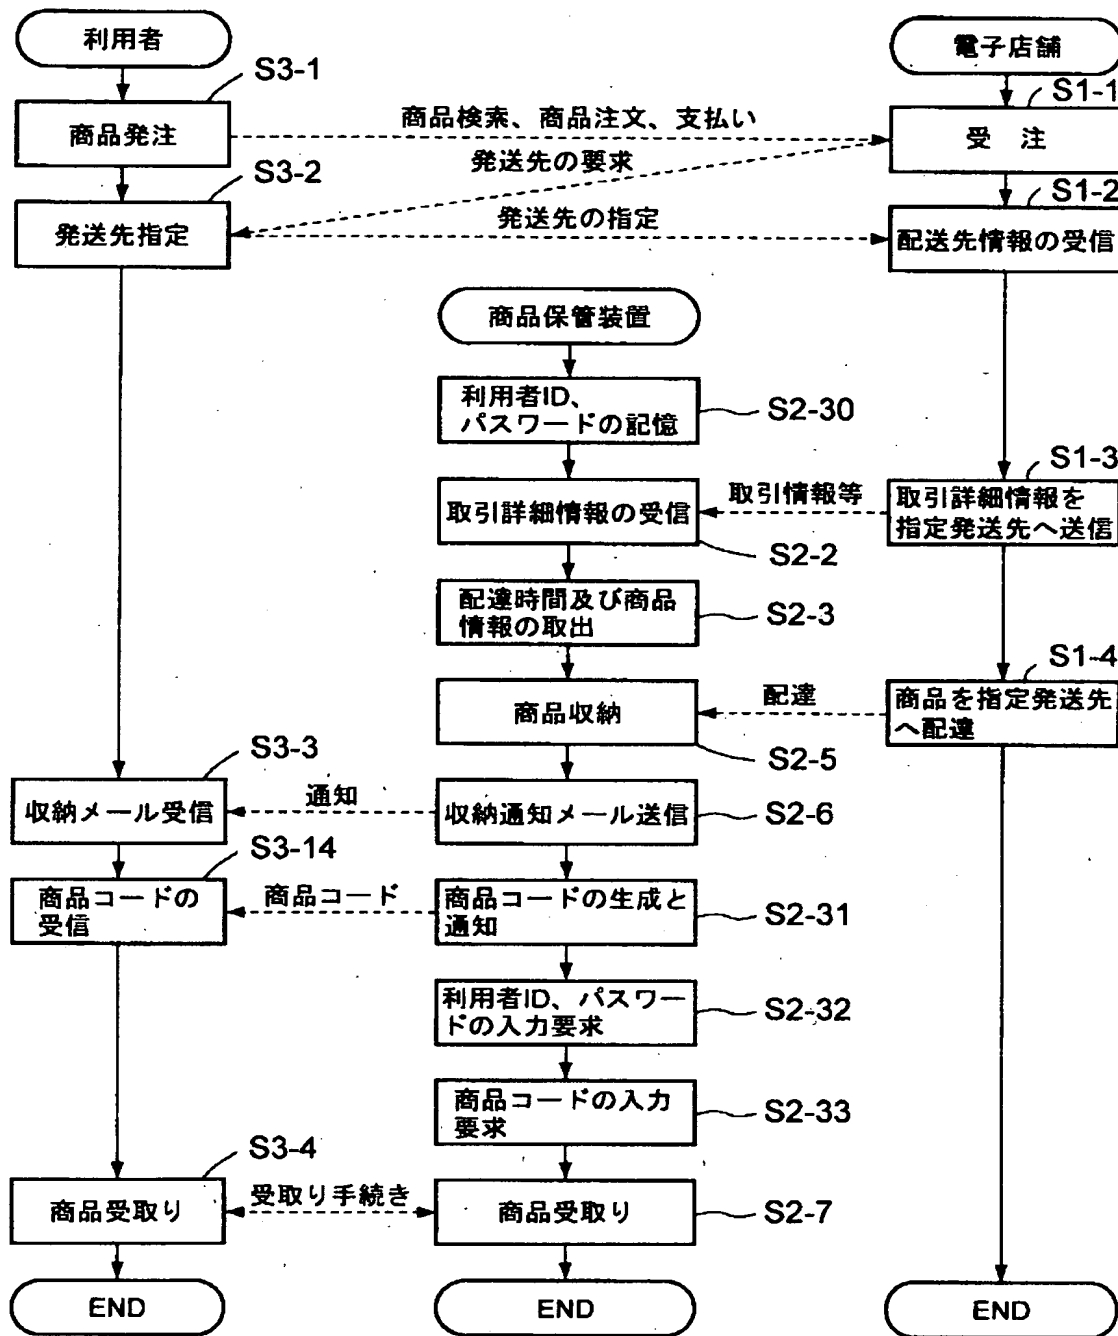 利用者
電子店舗
S3-1
S1-1
商品発注
商品検索、商品注文、支払い
受 注
S3-2
発送先の要求
S1-2
発送先指定
発送先の指定
配送先情報の受信
商品保管装置
利用者ID、
パスワードの記憶
S2-30
S1-3
取引詳細情報の受信
取引情報等
取引詳細情報を
指定発送先へ送信
S2-2
配達時間及び商品
情報の取出
S2-3
S1-4
商品収納
配達
商品を指定発送先
へ配達
S2-5
S3-3
収納メール受信
通知
収納通知メール送信
S2-6
S3-14
商品コードの
受信
商品コード
商品コードの生成と
通知
S2-31
利用者ID、パスワー
ドの入力要求
S2-32
商品コードの入力
要求
S2-33
S3-4
商品受取り
受取り手続き
商品受取り
S2-7
END
END
END